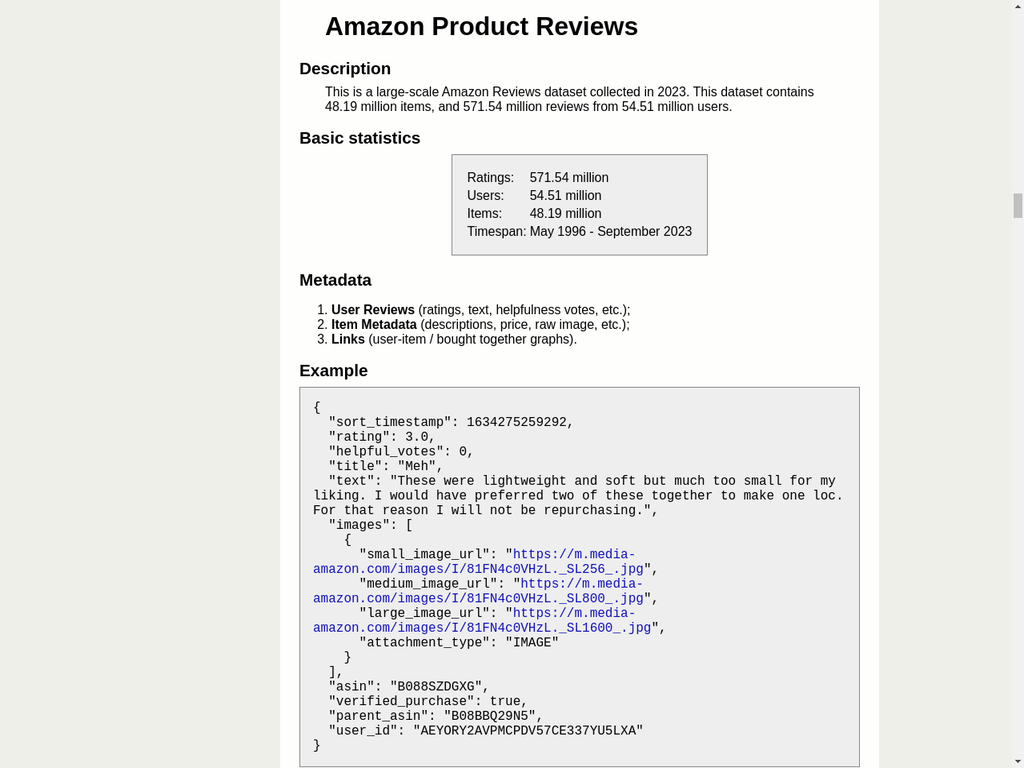 Amazon Product Reviews
Description
This is a large-scale Amazon Reviews dataset collected in 2023. This dataset contains
48.19 million items, and 571.54 million reviews from 54.51 million users.
Basic statistics
Ratings: 571.54 million
Users: 54.51 million
Items: 48.19 million
Timespan: May 1996 - September 2023
Metadata
1. User Reviews (ratings, text, helpfulness votes, etc.);
2. Item Metadata (descriptions, price, raw image, etc.);
3. Links (user-item / bought together graphs).
Example
{
  "sort_timestamp": 1634275259292,
  "rating": 3.0,
  "helpful_votes": 0,
  "title": "Meh",
  "text": "These were lightweight and soft but much too small for my
liking. I would have preferred two of these together to make one loc.
For that reason I will not be repurchasing.",
  "images": [
    {
      "small_image_url": "https://m.media-
amazon.com/images/I/81FN4c0VHzL._SL256_.jpg",
      "medium_image_url": "https://m.media-
amazon.com/images/I/81FN4c0VHzL._SL800_.jpg",
      "large_image_url": "https://m.media-
amazon.com/images/I/81FN4c0VHzL._SL1600_.jpg",
      "attachment_type": "IMAGE"
    }
  ],
  "asin": "B088SZDGXG",
  "verified_purchase": true,
  "parent_asin": "B08BBQ29N5",
  "user_id": "AEYORY2AVPMCPDV57CE337YU5LXA"
}